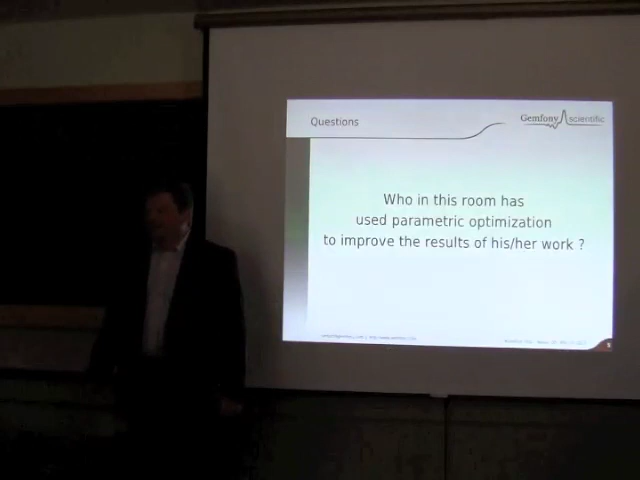 Questions
Gemfony scientific
Who in this room has
used parametric optimization
to improve the results of his/her work ?